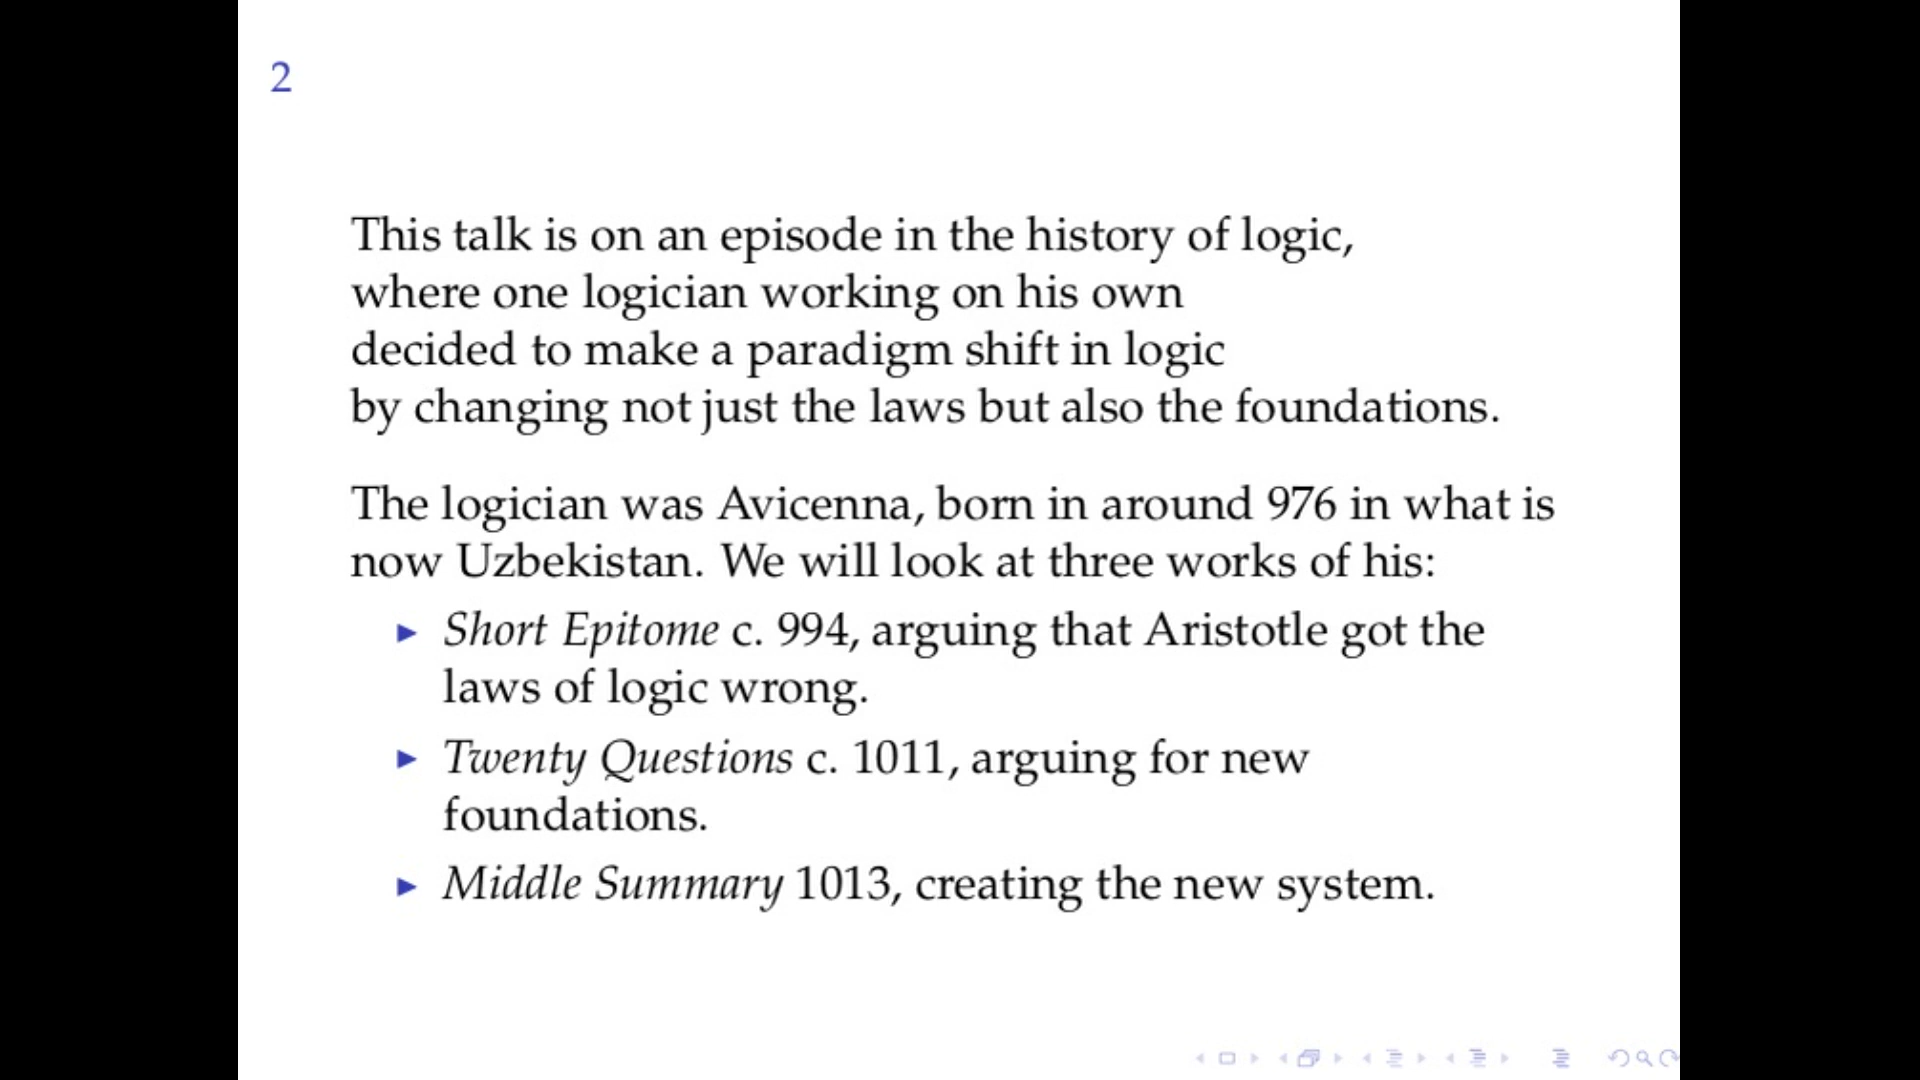 2
This talk is on an episode in the history of logic,
where one logician working on his own
decided to make a paradigm shift in logic
by changing not just the laws but also the foundations.
The logician was Avicenna, born in around 976 in what is
now Uzbekistan. We will look at three works of his:
Short Epitome c. 994, arguing that Aristotle got the
laws of logic wrong.
Twenty Questions c. 1011, arguing for new
foundations.
Middle Summary 1013, creating the new system.